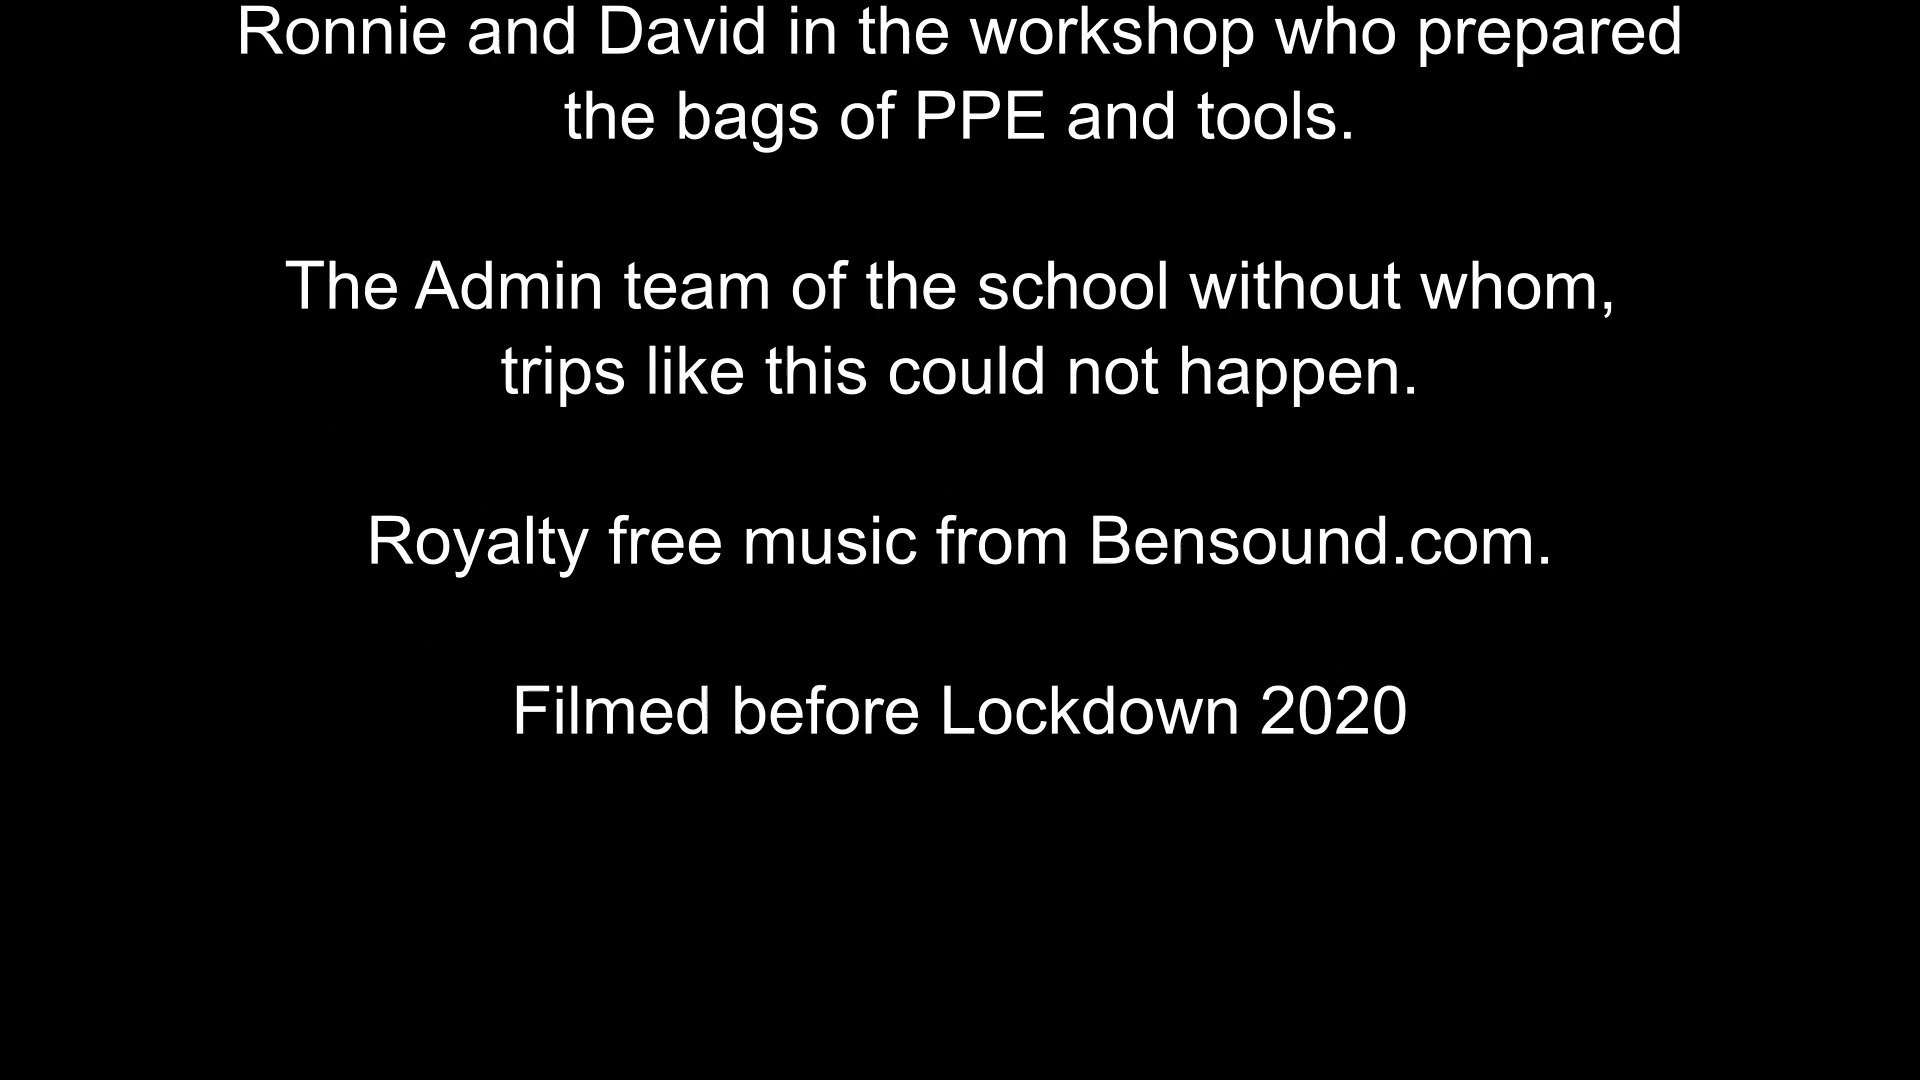 Ronnie and David in the workshop who prepared
the bags of PPE and tools.
The Admin team of the school without whom,
trips like this could not happen.
Royalty free music from Bensound.com.
Filmed before Lockdown 2020